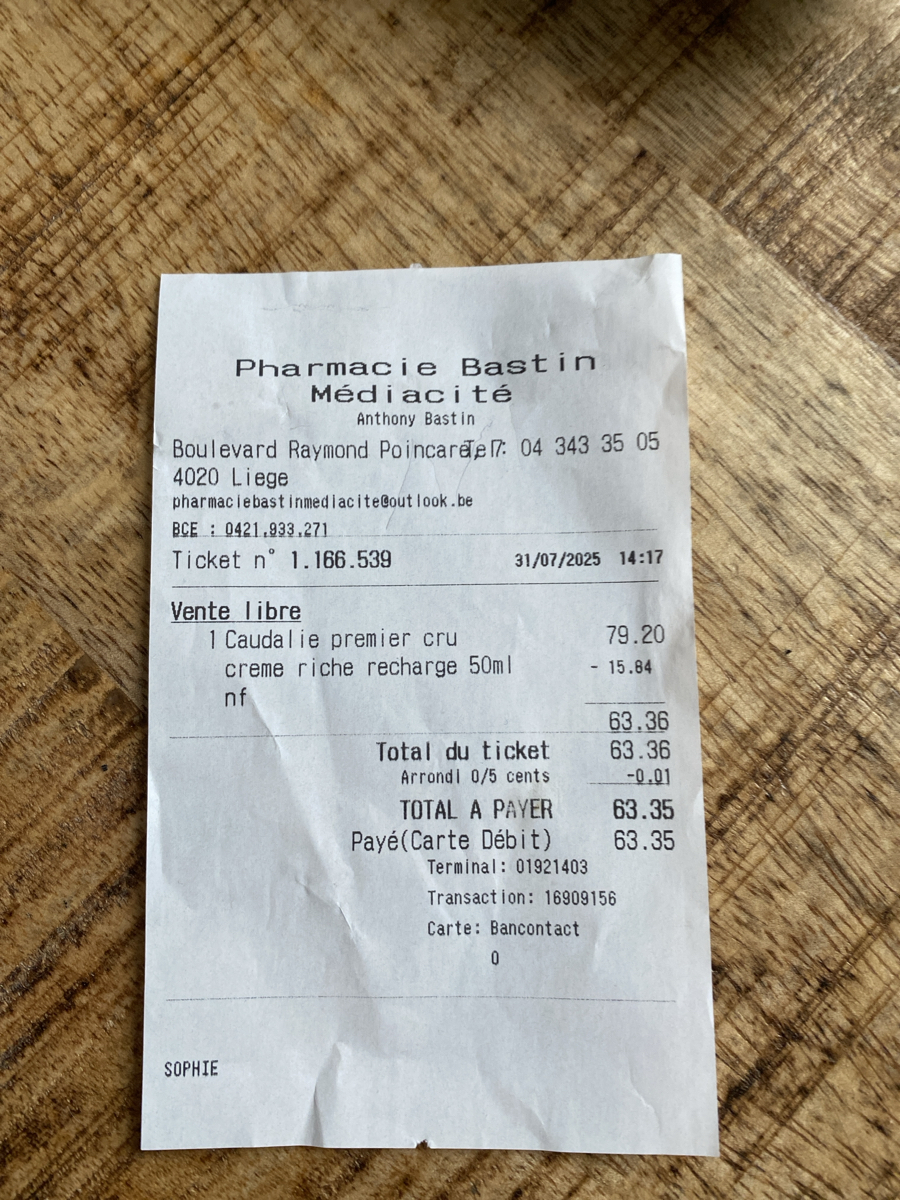 Pharmacie Bastin
Médiacité
Anthony Bastin
Boulevard Raymond Poincaré, 7 Tel: 04 343 35 05
4020 Liege
pharmaciebastinmediacite@outlook.be
BCE : 0421.933.271
Ticket n° 1.166.539 31/07/2025 14:17
Vente libre
1 Caudalie premier cru 79.20
creme riche recharge 50ml - 15.84
nf
63.36
Total du ticket 63.36
Arrondi 0/5 cents -0.01
TOTAL A PAYER 63.35
Payé(Carte Débit) 63.35
Terminal: 01921403
Transaction: 16909156
Carte: Bancontact
0
SOPHIE